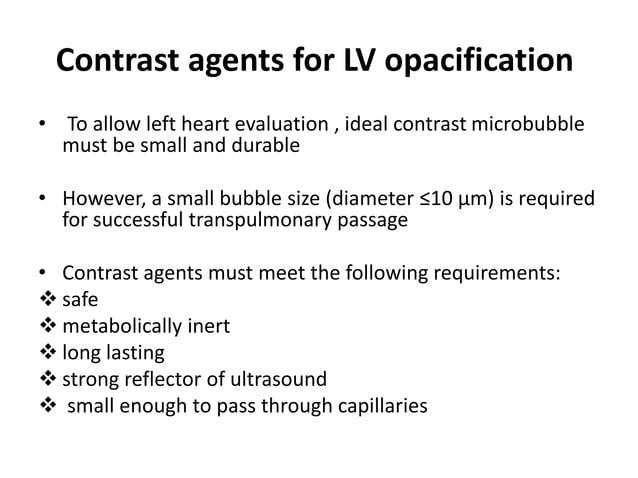 Contrast agents for LV opacification
• To allow left heart evaluation , ideal contrast microbubble
must be small and durable
• However, a small bubble size (diameter ≤10 μm) is required
for successful transpulmonary passage
• Contrast agents must meet the following requirements:
❖ safe
❖ metabolically inert
❖ long lasting
❖ strong reflector of ultrasound
❖ small enough to pass through capillaries